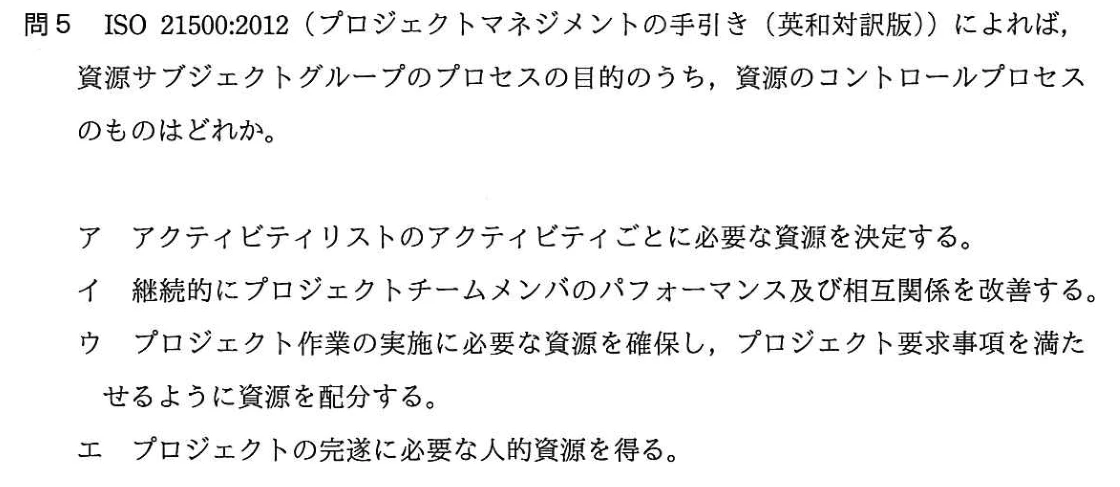 問5 ISO 21500:2012（プロジェクトマネジメントの手引き（英和対訳版））によれば，
資源サブジェクトグループのプロセスの目的のうち，資源のコントロールプロセス
のものはどれか。
ア アクティビティリストのアクティビティごとに必要な資源を決定する。
イ 継続的にプロジェクトチームメンバのパフォーマンス及び相互関係を改善する。
ウ プロジェクト作業の実施に必要な資源を確保し，プロジェクト要求事項を満た
せるように資源を配分する。
エ プロジェクトの完遂に必要な人的資源を得る。